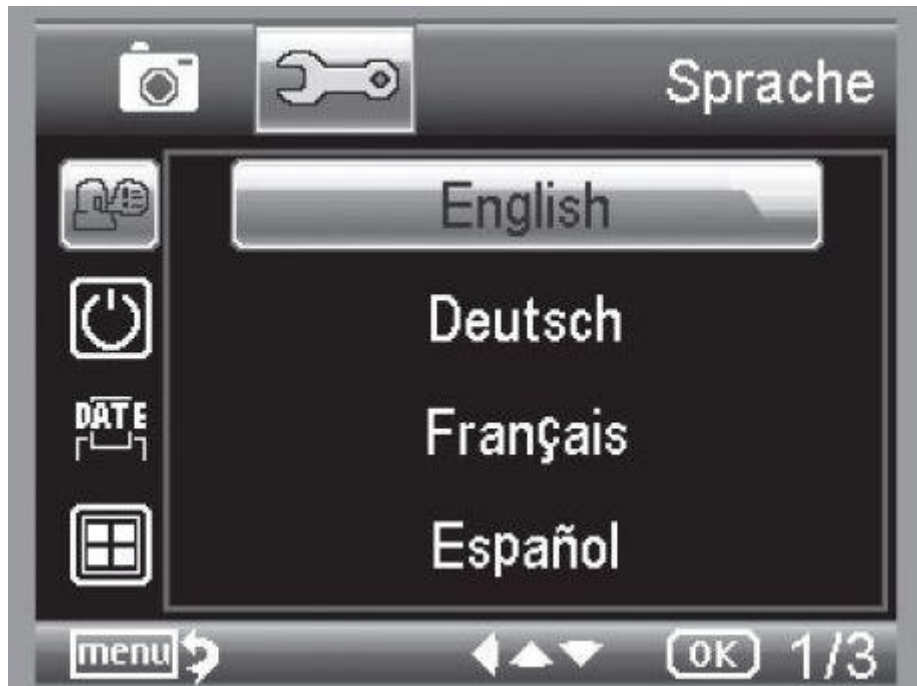 Sprache
English
Deutsch
DATE
Français
Español
menu OK 1/3